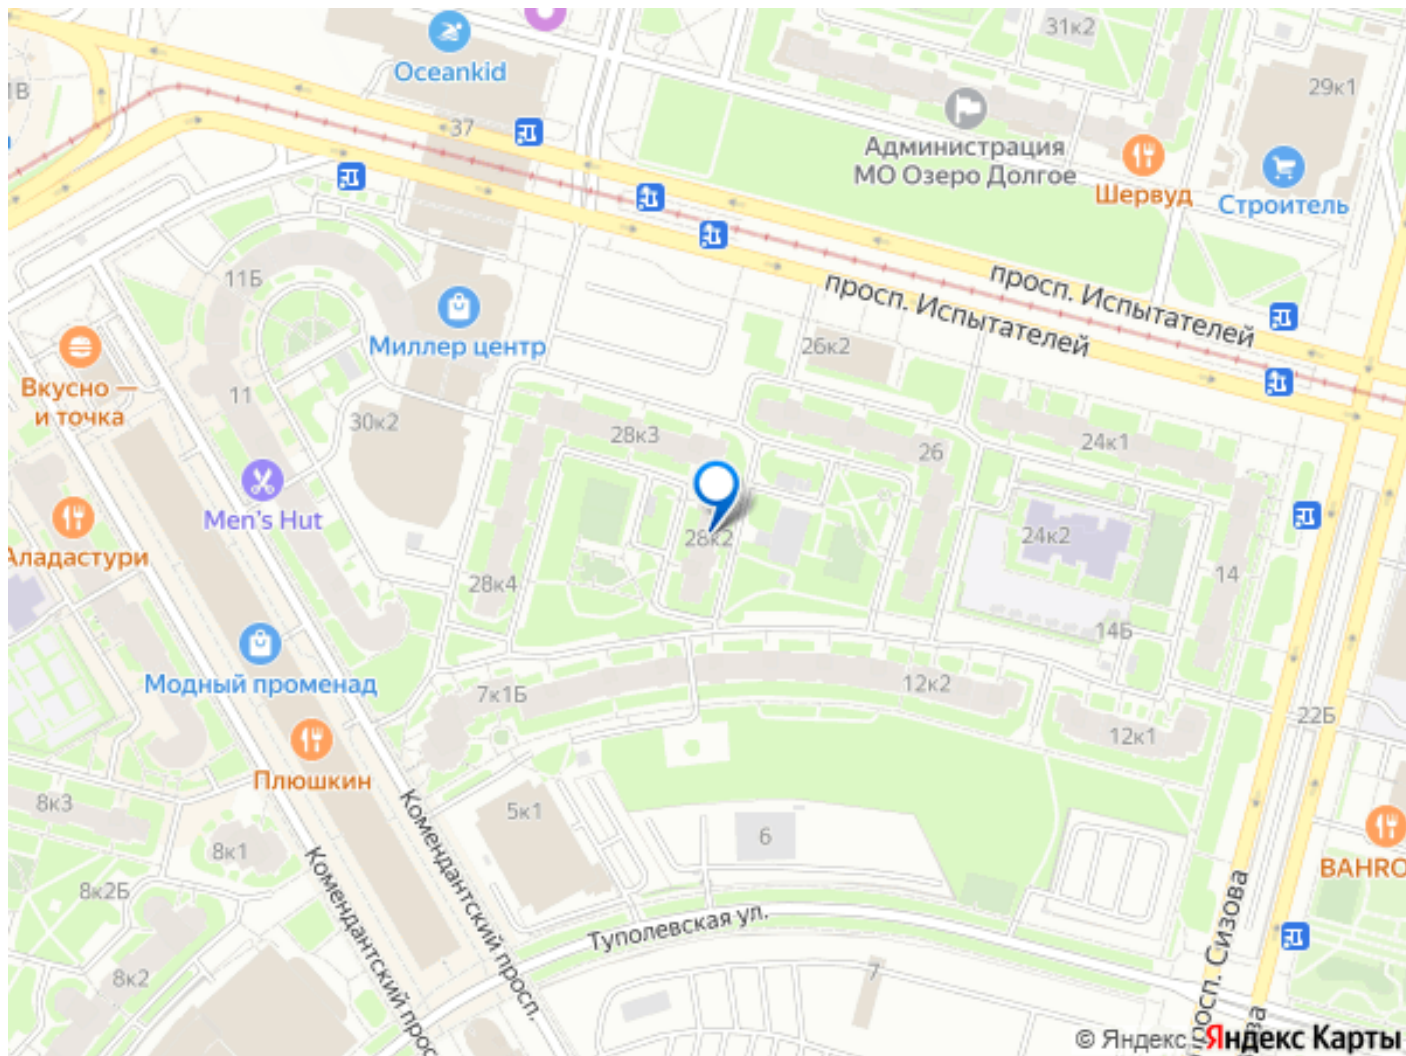 31к2
Oceankid
29к1
1В
37
Администрация
МО Озеро Долгое
Шервуд
Строитель
11Б
просп. Испытателей
просп. Испытателей
Миллер центр
26к2
Вкусно —
и точка
11
30к2
28к3
26
24к1
Men's Hut
28к2
24к2
Аладастури
28к4
14
14Б
Модный променад
7к1Б
12к2
22Б
12к1
Плюшкин
8к3
5к1
6
8к1
Комендантский просп.
Комендантский прос
BAHRO
8к2Б
Туполевская ул.
просп. Сизова
8к2
7
ва
© Яндекс Яндекс Карты